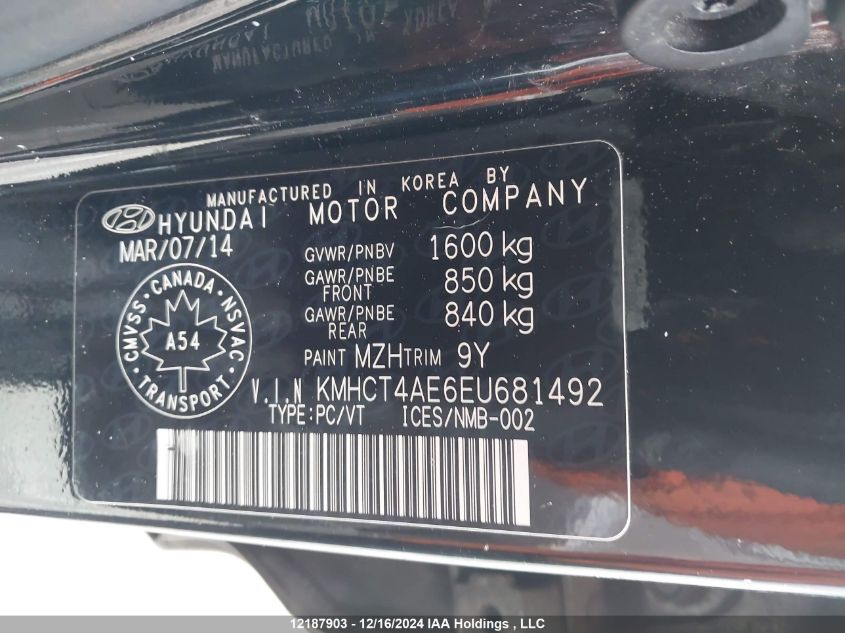 MANUFACTURED IN KOREA BY
HYUNDAI MOTOR COMPANY
MAR/07/14
GVWR/PNBV 1600 kg
GAWR/PNBE FRONT 850 kg
GAWR/PNBE REAR 840 kg
PAINT MZH TRIM 9Y
CMVSS · CANADA · NSVAC · TRANSPORT ·
A54
V.I.N KMHCT4AE6EU681492
TYPE:PC/VT ICES/NMB-002
12187903 - 12/16/2024 IAA Holdings , LLC